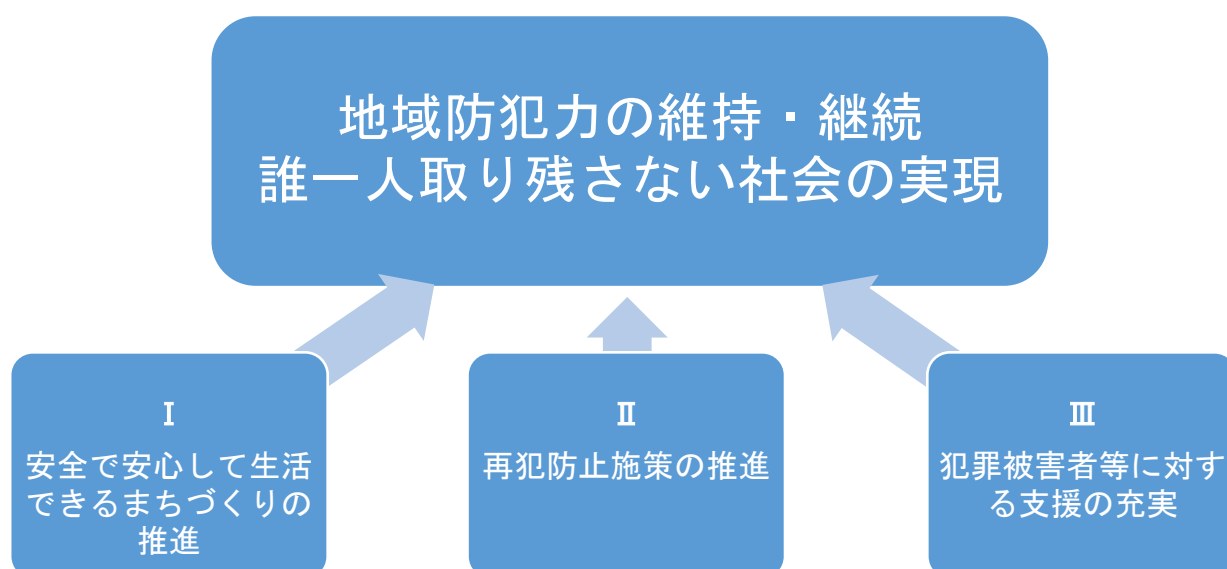 地域防犯力の維持・継続
誰一人取り残さない社会の実現
Ⅰ
安全で安心して生活
できるまちづくりの
推進
Ⅱ
再犯防止施策の推進
Ⅲ
犯罪被害者等に対す
る支援の充実